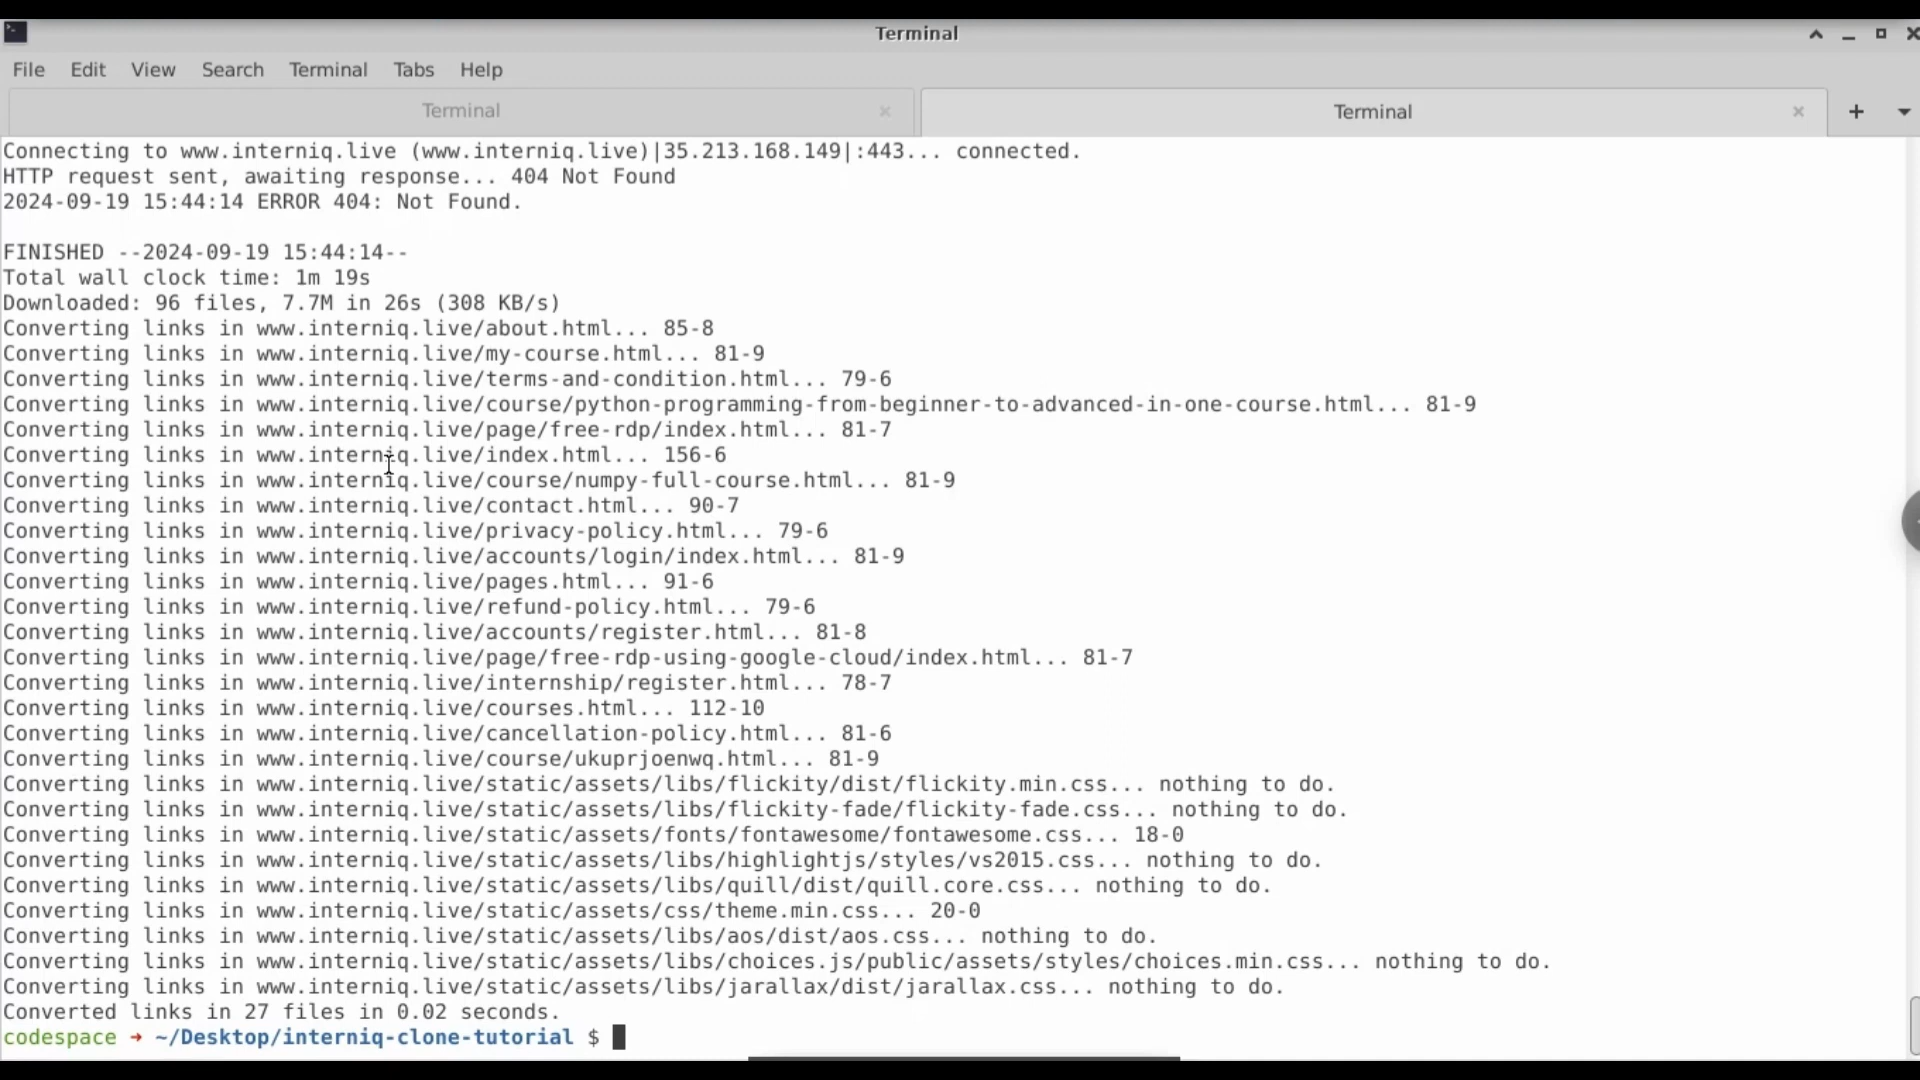 Terminal
File Edit View Search Terminal Tabs Help
Terminal × Terminal × +
Connecting to www.interniq.live (www.interniq.live)|35.213.168.149|:443... connected.
HTTP request sent, awaiting response... 404 Not Found
2024-09-19 15:44:14 ERROR 404: Not Found.
FINISHED --2024-09-19 15:44:14--
Total wall clock time: 1m 19s
Downloaded: 96 files, 7.7M in 26s (308 KB/s)
Converting links in www.interniq.live/about.html... 85-8
Converting links in www.interniq.live/my-course.html... 81-9
Converting links in www.interniq.live/terms-and-condition.html... 79-6
Converting links in www.interniq.live/course/python-programming-from-beginner-to-advanced-in-one-course.html... 81-9
Converting links in www.interniq.live/page/free-rdp/index.html... 81-7
Converting links in www.interniq.live/index.html... 156-6
Converting links in www.interniq.live/course/numpy-full-course.html... 81-9
Converting links in www.interniq.live/contact.html... 90-7
Converting links in www.interniq.live/privacy-policy.html... 79-6
Converting links in www.interniq.live/accounts/login/index.html... 81-9
Converting links in www.interniq.live/pages.html... 91-6
Converting links in www.interniq.live/refund-policy.html... 79-6
Converting links in www.interniq.live/accounts/register.html... 81-8
Converting links in www.interniq.live/page/free-rdp-using-google-cloud/index.html... 81-7
Converting links in www.interniq.live/internship/register.html... 78-7
Converting links in www.interniq.live/courses.html... 112-10
Converting links in www.interniq.live/cancellation-policy.html... 81-6
Converting links in www.interniq.live/course/ukuprjoenwq.html... 81-9
Converting links in www.interniq.live/static/assets/libs/flickity/dist/flickity.min.css... nothing to do.
Converting links in www.interniq.live/static/assets/libs/flickity-fade/flickity-fade.css... nothing to do.
Converting links in www.interniq.live/static/assets/fonts/fontawesome/fontawesome.css... 18-0
Converting links in www.interniq.live/static/assets/libs/highlightjs/styles/vs2015.css... nothing to do.
Converting links in www.interniq.live/static/assets/libs/quill/dist/quill.core.css... nothing to do.
Converting links in www.interniq.live/static/assets/css/theme.min.css... 20-0
Converting links in www.interniq.live/static/assets/libs/aos/dist/aos.css... nothing to do.
Converting links in www.interniq.live/static/assets/libs/choices.js/public/assets/styles/choices.min.css... nothing to do.
Converting links in www.interniq.live/static/assets/libs/jarallax/dist/jarallax.css... nothing to do.
Converted links in 27 files in 0.02 seconds.
codespace → ~/Desktop/interniq-clone-tutorial $